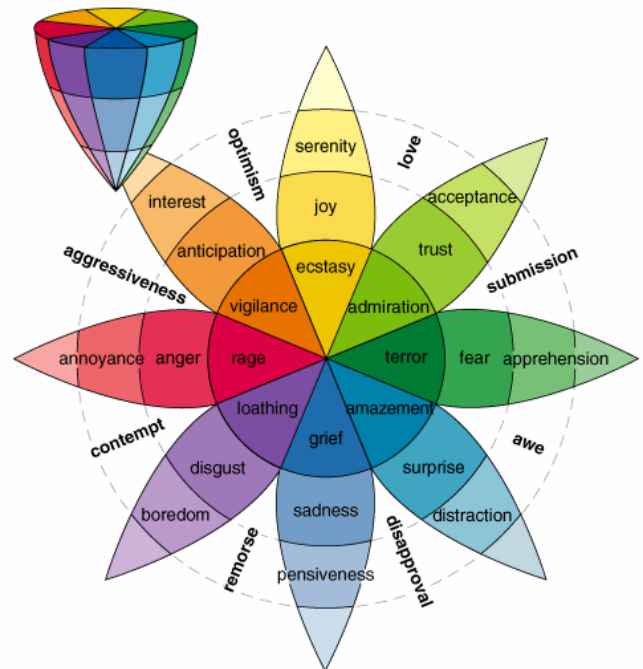 optimism
serenity
love
interest
joy
acceptance
anticipation
trust
aggressiveness
ecstasy
submission
vigilance
admiration
annoyance
anger
rage
terror
fear
apprehension
loathing
amazement
contempt
grief
awe
disgust
surprise
boredom
sadness
distraction
remorse
pensiveness
disapproval